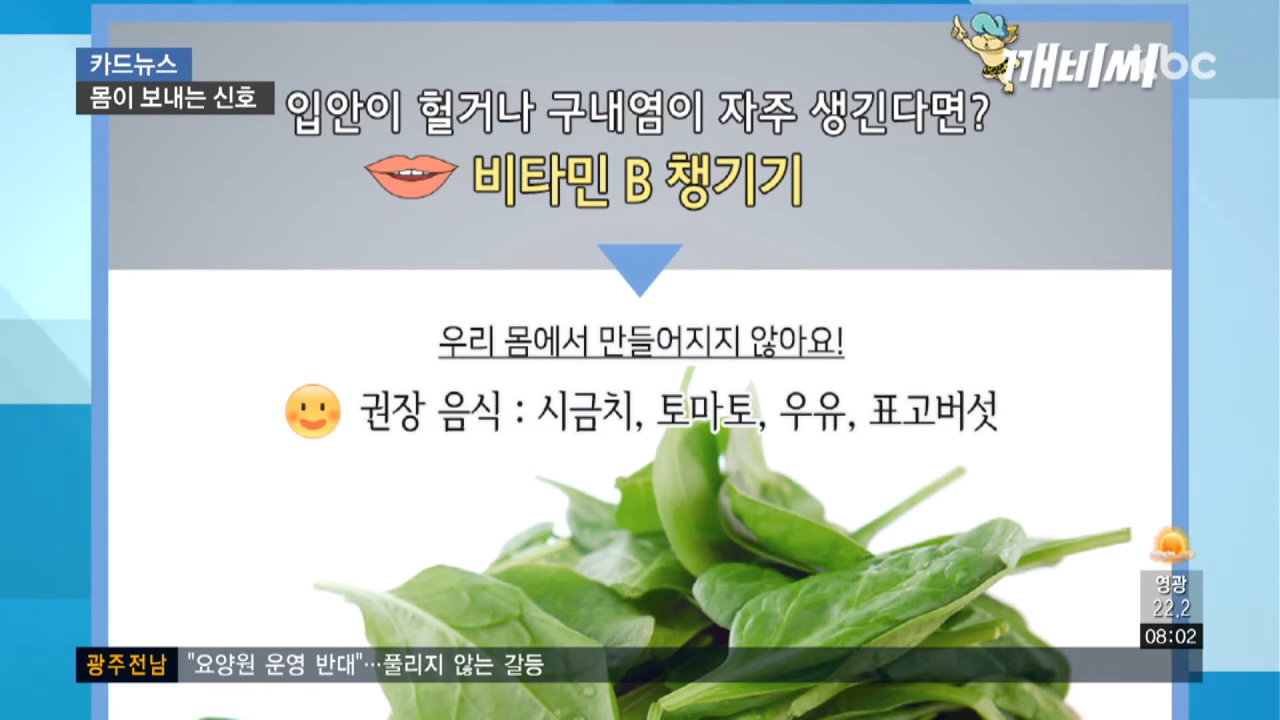 카드뉴스
몸이 보내는 신호
깨비씨 kbc
입안이 헐거나 구내염이 자주 생긴다면?
비타민 B 챙기기
우리 몸에서 만들어지지 않아요!
권장 음식 : 시금치, 토마토, 우유, 표고버섯
영광
22.2
08:02
광주전남 "요양원 운영 반대"…풀리지 않는 갈등